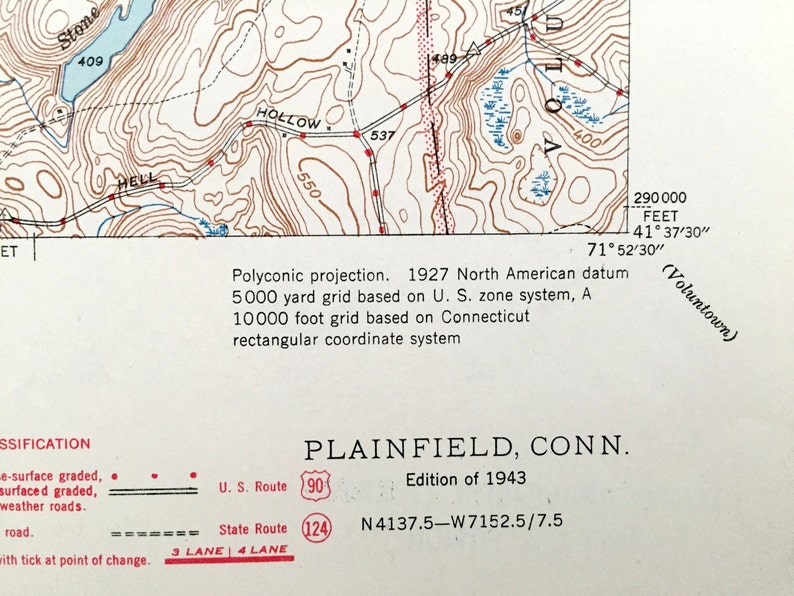 Stone
409
451
489
VOLU
HOLLOW
537
400
HELL
550
290000
FEET
ET
41° 37′ 30″
71° 52′ 30″
(Voluntown)
Polyconic projection. 1927 North American datum
5000 yard grid based on U. S. zone system, A
10000 foot grid based on Connecticut
rectangular coordinate system
SSIFICATION
PLAINFIELD, CONN.
e-surface graded,
surfaced graded,
weather roads.
U. S. Route 90
Edition of 1943
road.
State Route 124
N4137.5—W7152.5/7.5
with tick at point of change.
3 LANE | 4 LANE